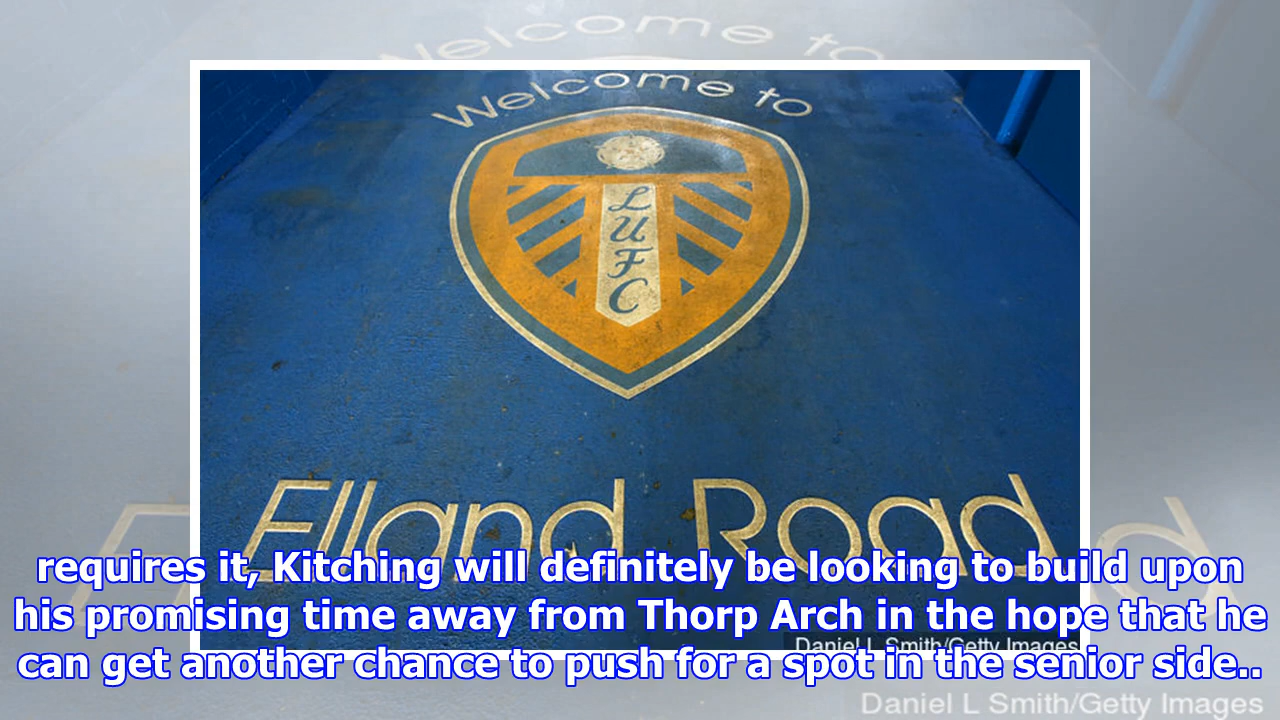 Welcome to
Welcome to
LUFC
Elland Road
requires it, Kitching will definitely be looking to build upon
his promising time away from Thorp Arch in the hope that he
can get another chance to push for a spot in the senior side..
Daniel L Smith/Getty Images
Daniel L Smith/Getty Images